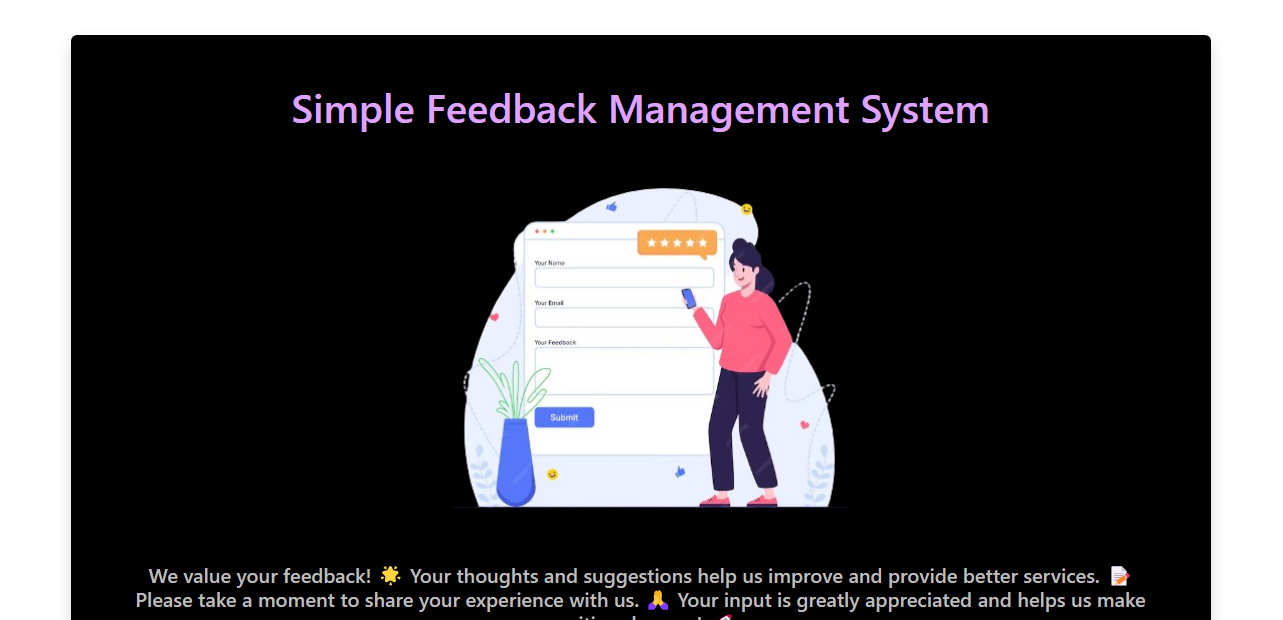 Simple Feedback Management System
Your Name
Your Email
Your Feedback
Submit
We value your feedback! 🌟 Your thoughts and suggestions help us improve and provide better services. 📝
Please take a moment to share your experience with us. 🙏 Your input is greatly appreciated and helps us make